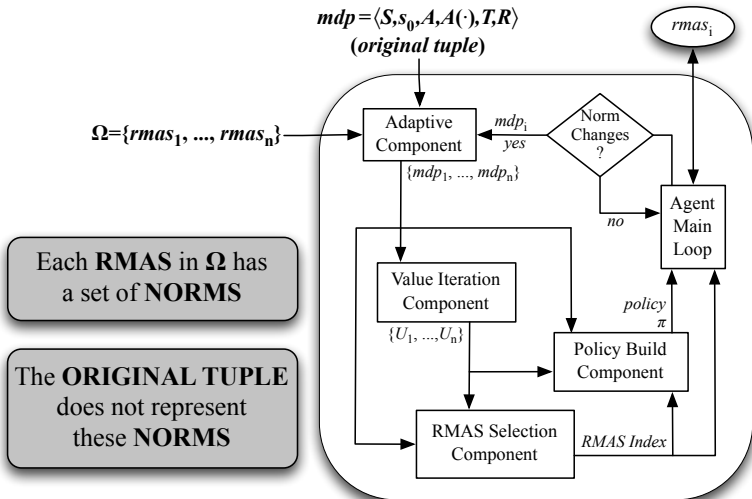 mdp = ⟨S,s₀,A,A(·),T,R⟩
(original tuple)
rmasᵢ
Ω={rmas₁, ..., rmasₙ}
Adaptive
Component
mdpᵢ
yes
Norm
Changes
?
{mdp₁, ..., mdpₙ}
no
Agent
Main
Loop
Each RMAS in Ω has
a set of NORMS
Value Iteration
Component
{U₁, ...,Uₙ}
policy
π
Policy Build
Component
The ORIGINAL TUPLE
does not represent
these NORMS
RMAS Selection
Component
RMAS Index